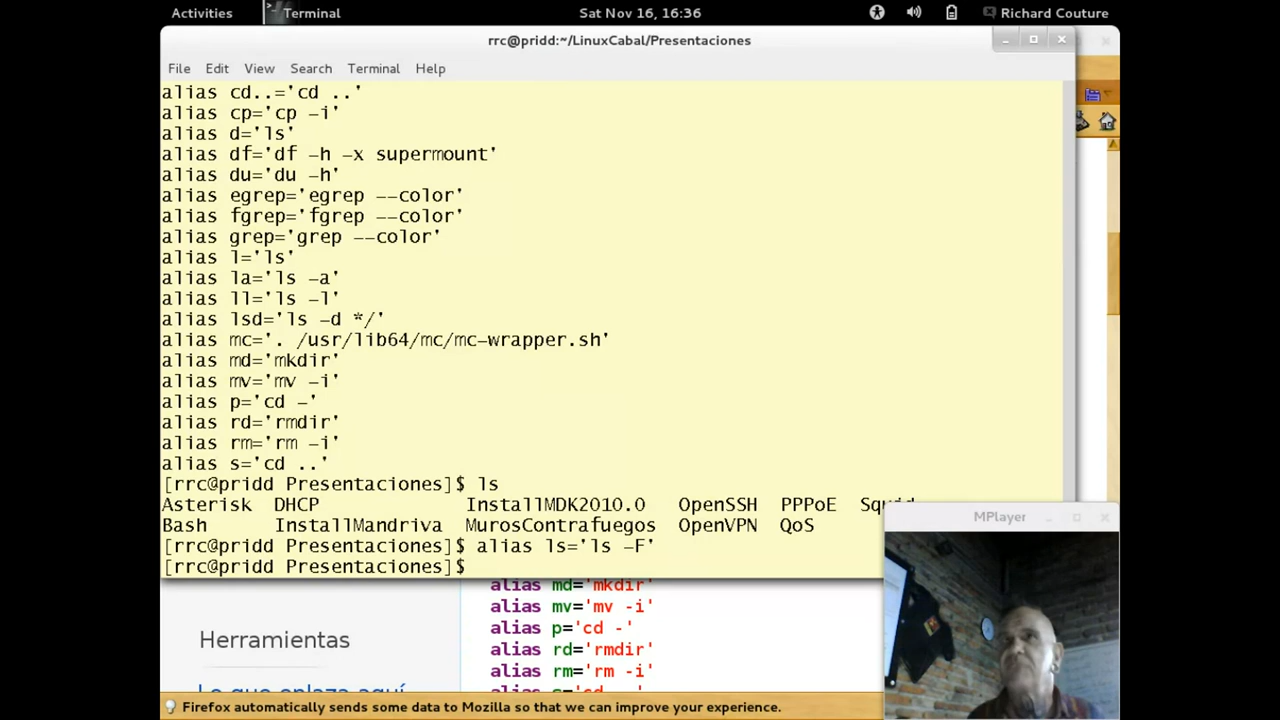 Activities Terminal Sat Nov 16, 16:36 Richard Couture
rrc@pridd:~/LinuxCabal/Presentaciones
File Edit View Search Terminal Help
alias cd..='cd ..'
alias cp='cp -i'
alias d='ls'
alias df='df -h -x supermount'
alias du='du -h'
alias egrep='egrep --color'
alias fgrep='fgrep --color'
alias grep='grep --color'
alias l='ls'
alias la='ls -a'
alias ll='ls -l'
alias lsd='ls -d */'
alias mc='. /usr/lib64/mc/mc-wrapper.sh'
alias md='mkdir'
alias mv='mv -i'
alias p='cd -'
alias rd='rmdir'
alias rm='rm -i'
alias s='cd ..'
[rrc@pridd Presentaciones]$ ls
Asterisk DHCP InstallMDK2010.0 OpenSSH PPPoE Squid
Bash InstallMandriva MurosContrafuegos OpenVPN QoS
[rrc@pridd Presentaciones]$ alias ls='ls -F'
[rrc@pridd Presentaciones]$
MPlayer
alias md='mkdir'
alias mv='mv -i'
alias p='cd -'
alias rd='rmdir'
alias rm='rm -i'
Herramientas
Lo que enlaza aquí
Firefox automatically sends some data to Mozilla so that we can improve your experience.